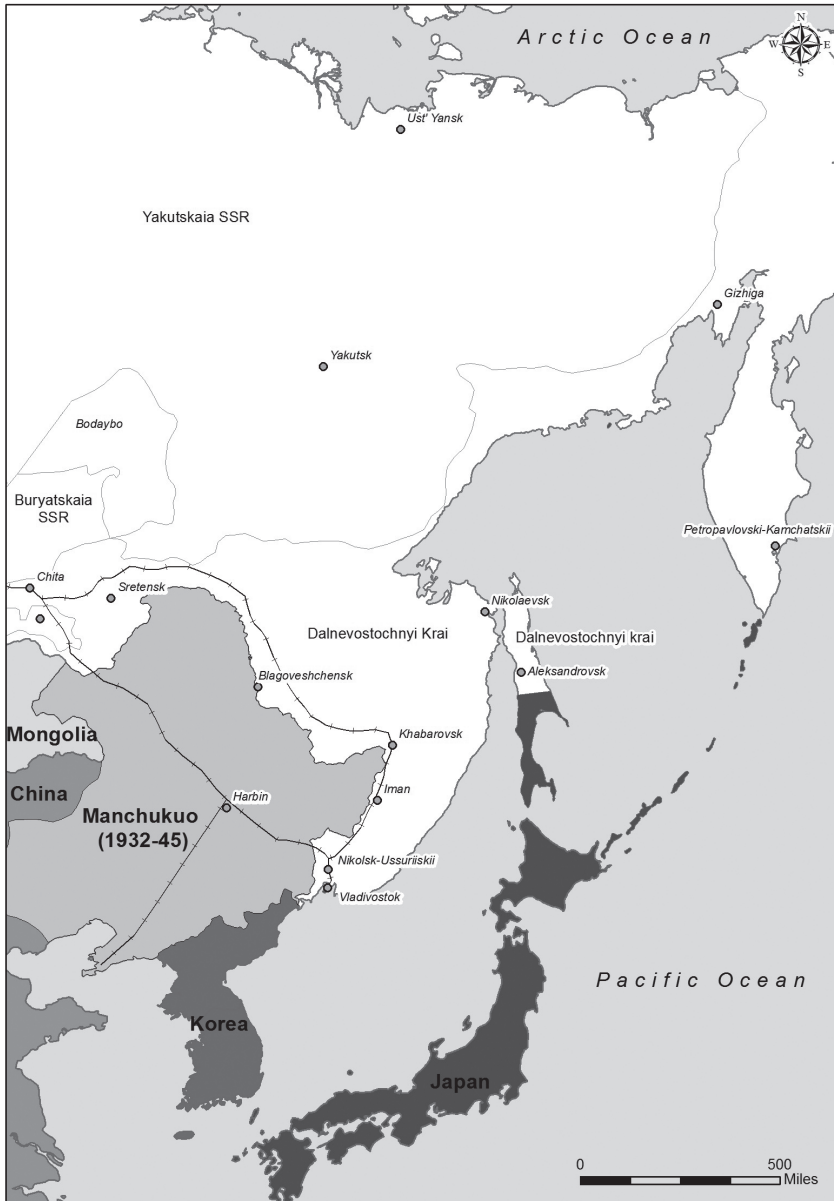 Arctic Ocean
N
W E
S
Ust' Yansk
Yakutskaia SSR
Gizhiga
Yakutsk
Bodaybo
Buryatskaia
SSR
Petropavlovski-Kamchatskii
Chita
Sretensk
Nikolaevsk
Dalnevostochnyi Krai
Dalnevostochnyi krai
Aleksandrovsk
Blagoveshchensk
Mongolia
Khabarovsk
China
Iman
Harbin
Manchukuo
(1932-45)
Nikolsk-Ussuriiskii
Vladivostok
Pacific Ocean
Korea
Japan
0 500
Miles